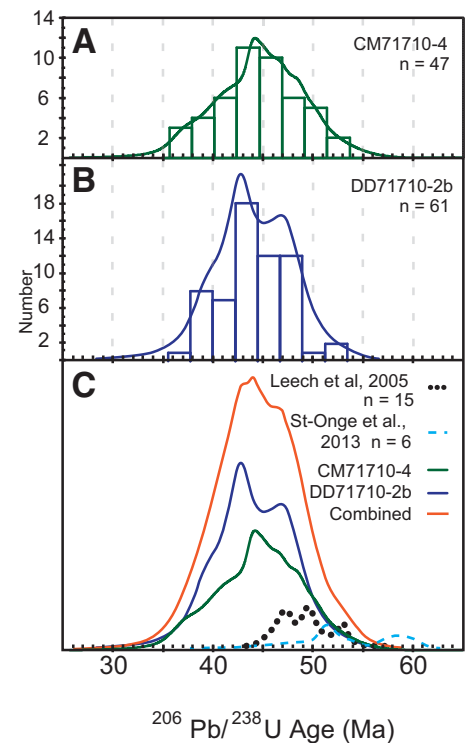 14
A
CM71710-4
n = 47
10
6
2
B
DD71710-2b
n = 61
18
14
10
6
2
Number
C
Leech et al, 2005
n = 15
St-Onge et al.,
2013 n = 6
CM71710-4
DD71710-2b
Combined
30 40 50 60
206 Pb/ 238 U Age (Ma)